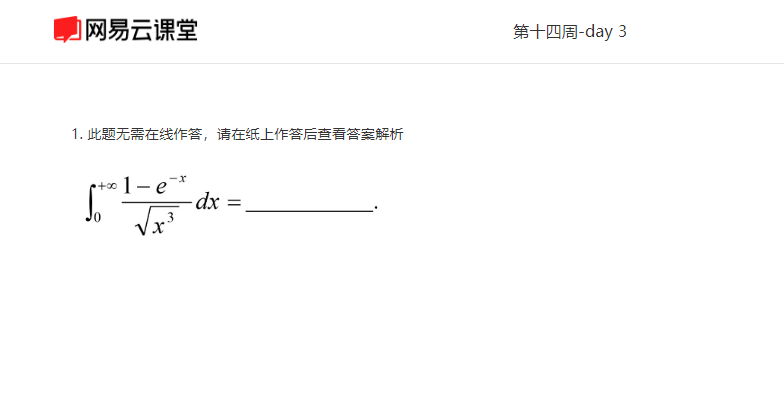 网易云课堂
第十四周-day 3
1. 此题无需在线作答，请在纸上作答后查看答案解析
∫₀^{+∞} \frac{1-e^{-x}}{\sqrt{x^3}} dx = ____________.